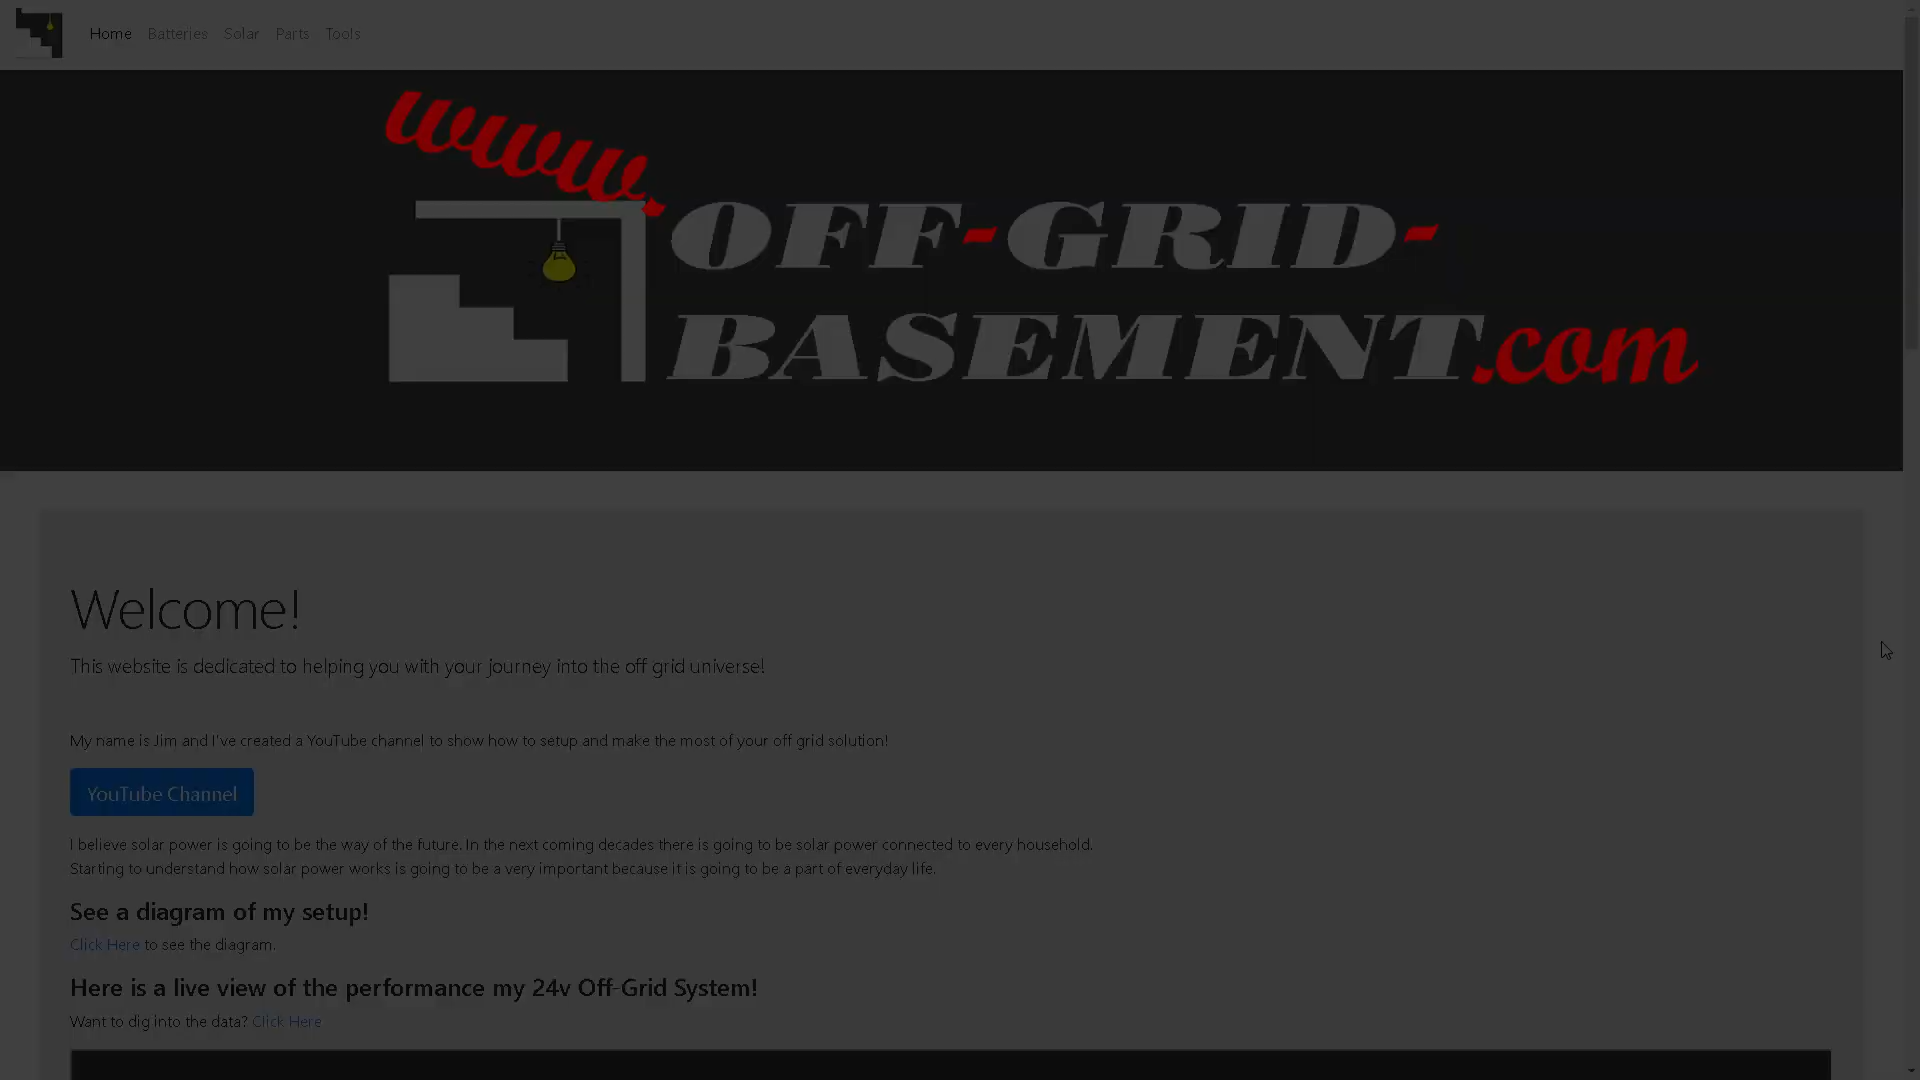 Home Batteries Solar Parts Tools
www.
OFF-GRID-
BASEMENT.com
Welcome!
This website is dedicated to helping you with your journey into the off grid universe!
My name is Jim and I've created a YouTube channel to show how to setup and make the most of your off grid solution!
YouTube Channel
I believe solar power is going to be the way of the future. In the next coming decades there is going to be solar power connected to every household.
Starting to understand how solar power works is going to be a very important because it is going to be a part of everyday life.
See a diagram of my setup!
Click Here to see the diagram.
Here is a live view of the performance my 24v Off-Grid System!
Want to dig into the data? Click Here